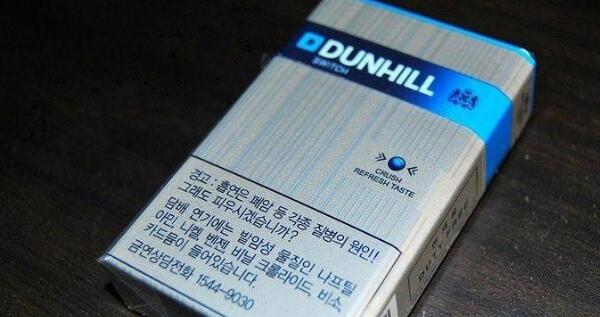 DUNHILL
SWITCH
CRUSH
REFRESH TASTE
경고 : 흡연은 폐암 등 각종 질병의 원인!
그래도 피우시겠습니까?
담배 연기에는 발암성 물질인 나프틸
아민, 니켈, 벤젠, 비닐 크롤라이드, 비소,
카드뮴이 들어있습니다.
금연상담전화 1544-9030
DUTY FREE